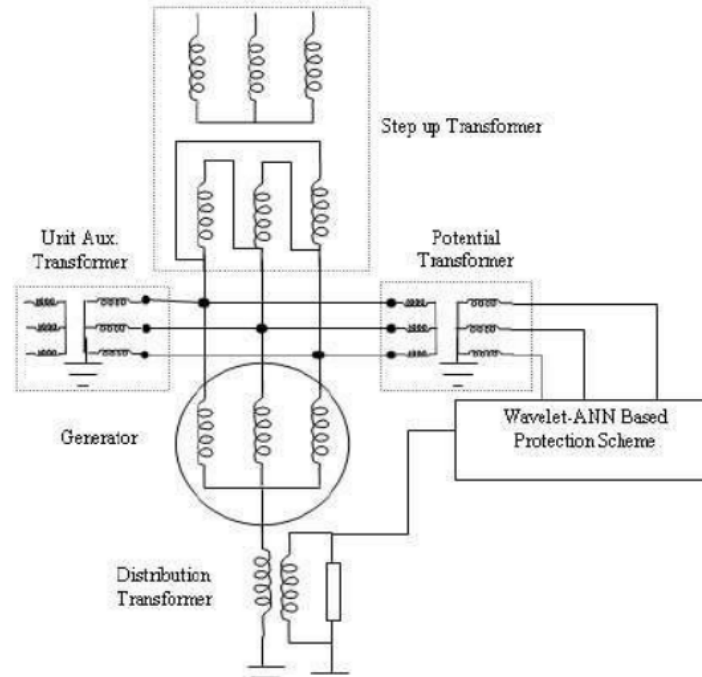 Step up Transformer
Unit Aux.
Transformer
Potential
Transformer
Generator
Wavelet-ANN Based
Protection Scheme
Distribution
Transformer